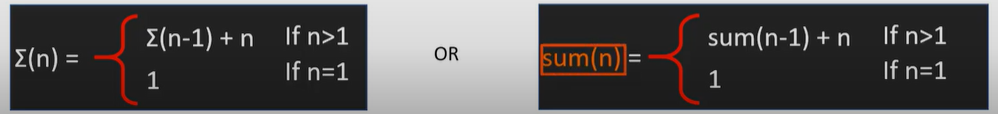 Σ(n) =
Σ(n-1) + n If n>1
1 If n=1
OR
sum(n) =
sum(n-1) + n If n>1
1 If n=1